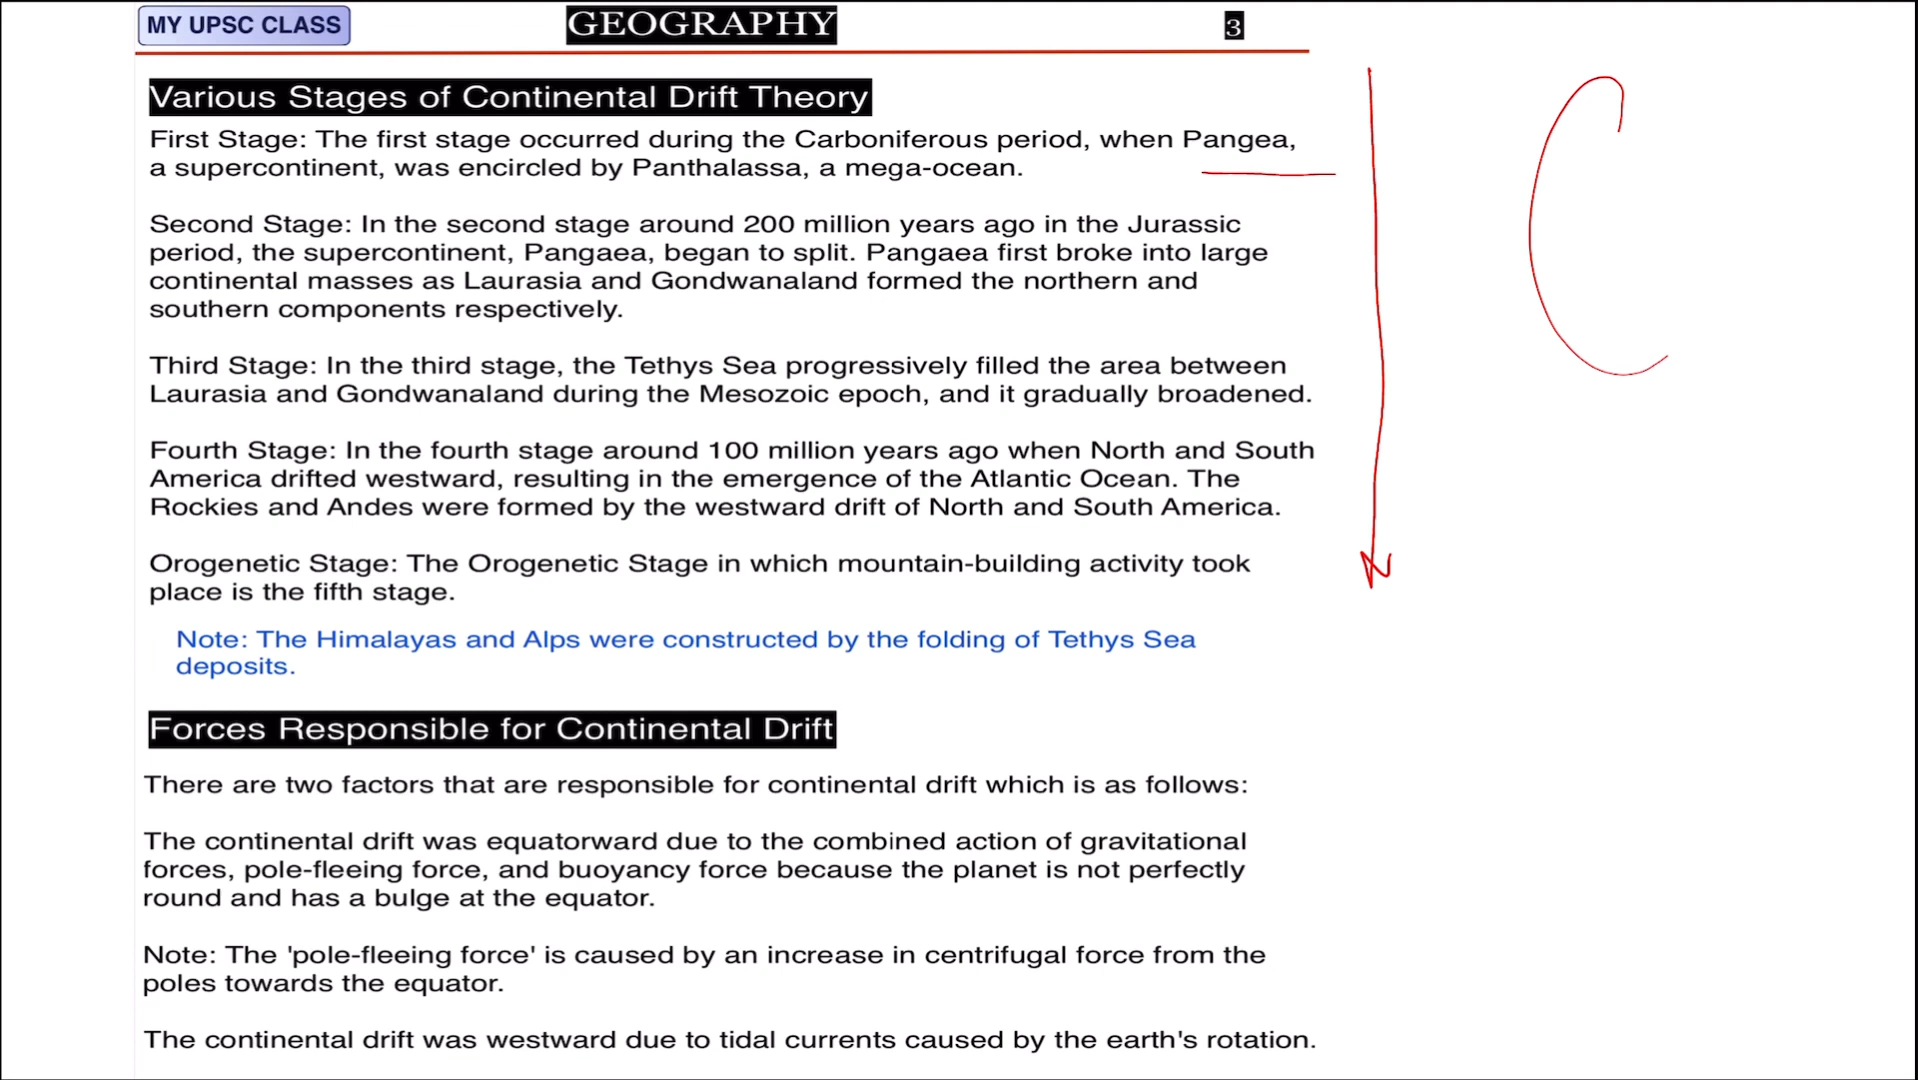 MY UPSC CLASS
GEOGRAPHY
3
Various Stages of Continental Drift Theory
First Stage: The first stage occurred during the Carboniferous period, when Pangea,
a supercontinent, was encircled by Panthalassa, a mega-ocean.
Second Stage: In the second stage around 200 million years ago in the Jurassic
period, the supercontinent, Pangaea, began to split. Pangaea first broke into large
continental masses as Laurasia and Gondwanaland formed the northern and
southern components respectively.
Third Stage: In the third stage, the Tethys Sea progressively filled the area between
Laurasia and Gondwanaland during the Mesozoic epoch, and it gradually broadened.
Fourth Stage: In the fourth stage around 100 million years ago when North and South
America drifted westward, resulting in the emergence of the Atlantic Ocean. The
Rockies and Andes were formed by the westward drift of North and South America.
Orogenetic Stage: The Orogenetic Stage in which mountain-building activity took
place is the fifth stage.
Note: The Himalayas and Alps were constructed by the folding of Tethys Sea
deposits.
Forces Responsible for Continental Drift
There are two factors that are responsible for continental drift which is as follows:
The continental drift was equatorward due to the combined action of gravitational
forces, pole-fleeing force, and buoyancy force because the planet is not perfectly
round and has a bulge at the equator.
Note: The 'pole-fleeing force' is caused by an increase in centrifugal force from the
poles towards the equator.
The continental drift was westward due to tidal currents caused by the earth's rotation.